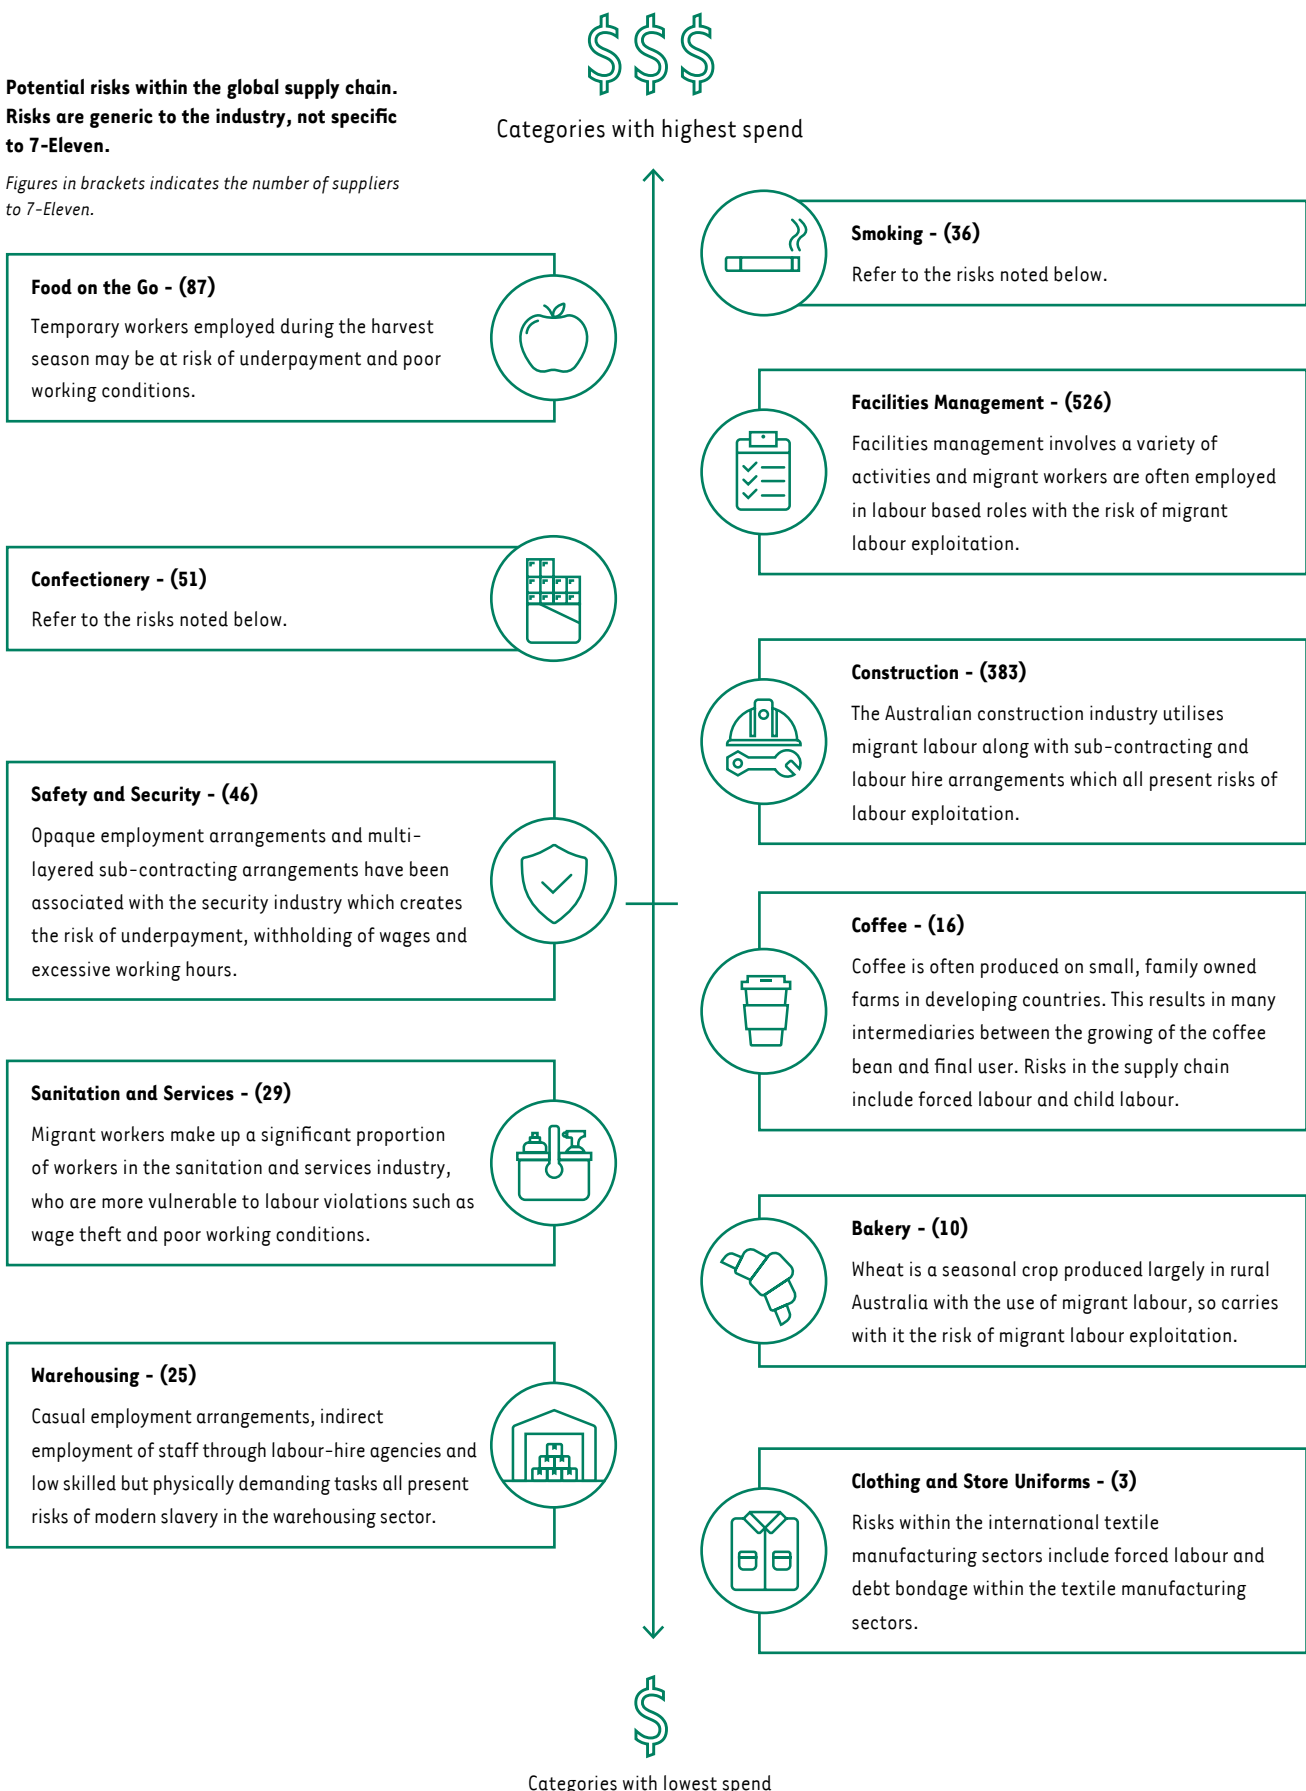 $$$
Categories with highest spend
Potential risks within the global supply chain.
Risks are generic to the industry, not specific
to 7-Eleven.
Figures in brackets indicates the number of suppliers
to 7-Eleven.
Food on the Go - (87)
Temporary workers employed during the harvest
season may be at risk of underpayment and poor
working conditions.
Confectionery - (51)
Refer to the risks noted below.
Safety and Security - (46)
Opaque employment arrangements and multi-
layered sub-contracting arrangements have been
associated with the security industry which creates
the risk of underpayment, withholding of wages and
excessive working hours.
Sanitation and Services - (29)
Migrant workers make up a significant proportion
of workers in the sanitation and services industry,
who are more vulnerable to labour violations such as
wage theft and poor working conditions.
Warehousing - (25)
Casual employment arrangements, indirect
employment of staff through labour-hire agencies and
low skilled but physically demanding tasks all present
risks of modern slavery in the warehousing sector.
Smoking - (36)
Refer to the risks noted below.
Facilities Management - (526)
Facilities management involves a variety of
activities and migrant workers are often employed
in labour based roles with the risk of migrant
labour exploitation.
Construction - (383)
The Australian construction industry utilises
migrant labour along with sub-contracting and
labour hire arrangements which all present risks of
labour exploitation.
Coffee - (16)
Coffee is often produced on small, family owned
farms in developing countries. This results in many
intermediaries between the growing of the coffee
bean and final user. Risks in the supply chain
include forced labour and child labour.
Bakery - (10)
Wheat is a seasonal crop produced largely in rural
Australia with the use of migrant labour, so carries
with it the risk of migrant labour exploitation.
Clothing and Store Uniforms - (3)
Risks within the international textile
manufacturing sectors include forced labour and
debt bondage within the textile manufacturing
sectors.
$
Categories with lowest spend